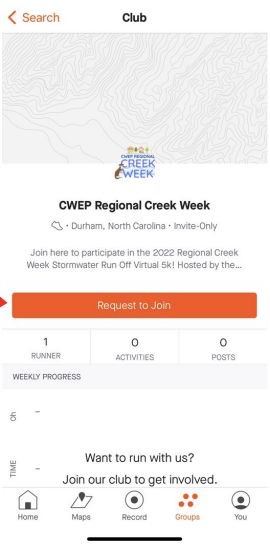 Search
Club
CWEP REGIONAL
CREEK
WEEK
CWEP Regional Creek Week
· Durham, North Carolina · Invite-Only
Join here to participate in the 2022 Regional Creek
Week Stormwater Run Off Virtual 5k! Hosted by the...
Request to Join
1
RUNNER
0
ACTIVITIES
0
POSTS
WEEKLY PROGRESS
0h
TIME
Want to run with us?
Join our club to get involved.
Home
Maps
Record
Groups
You